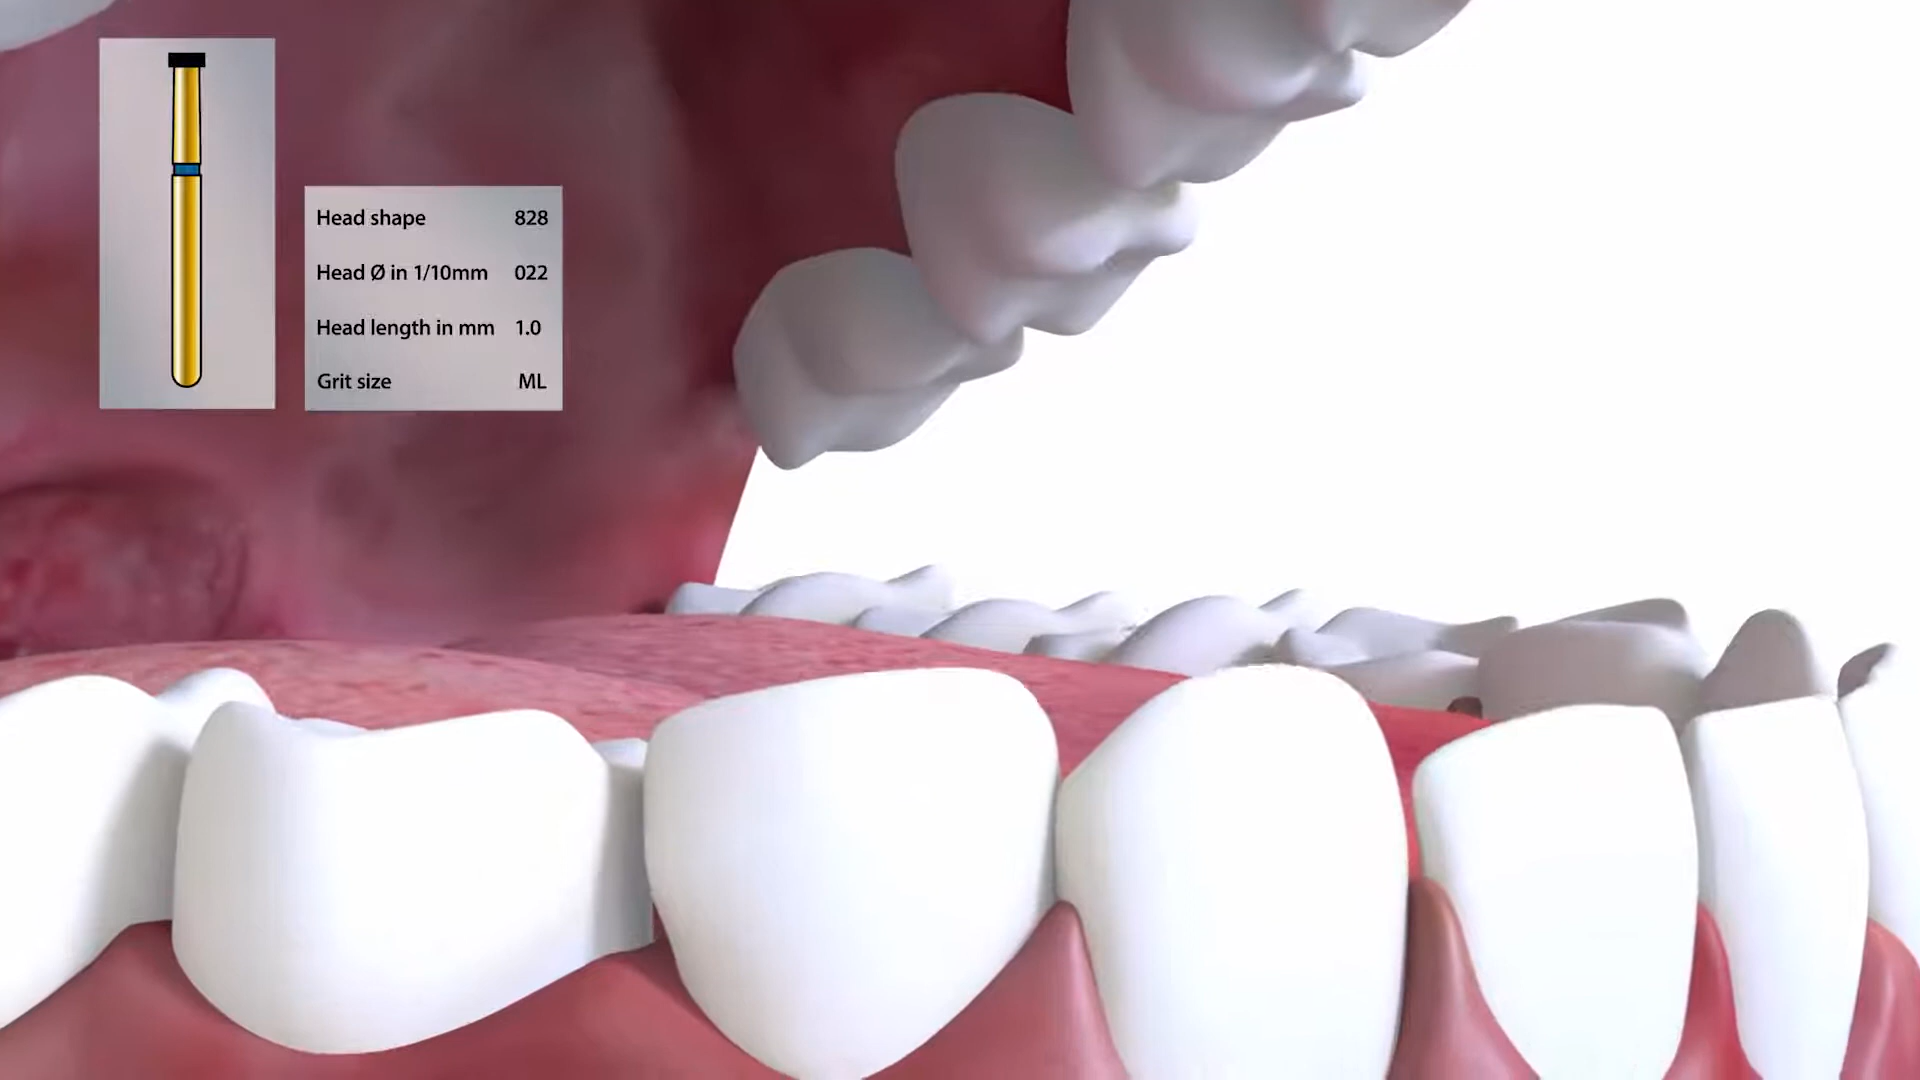 Head shape 828
Head Ø in 1/10mm 022
Head length in mm 1.0
Grit size ML